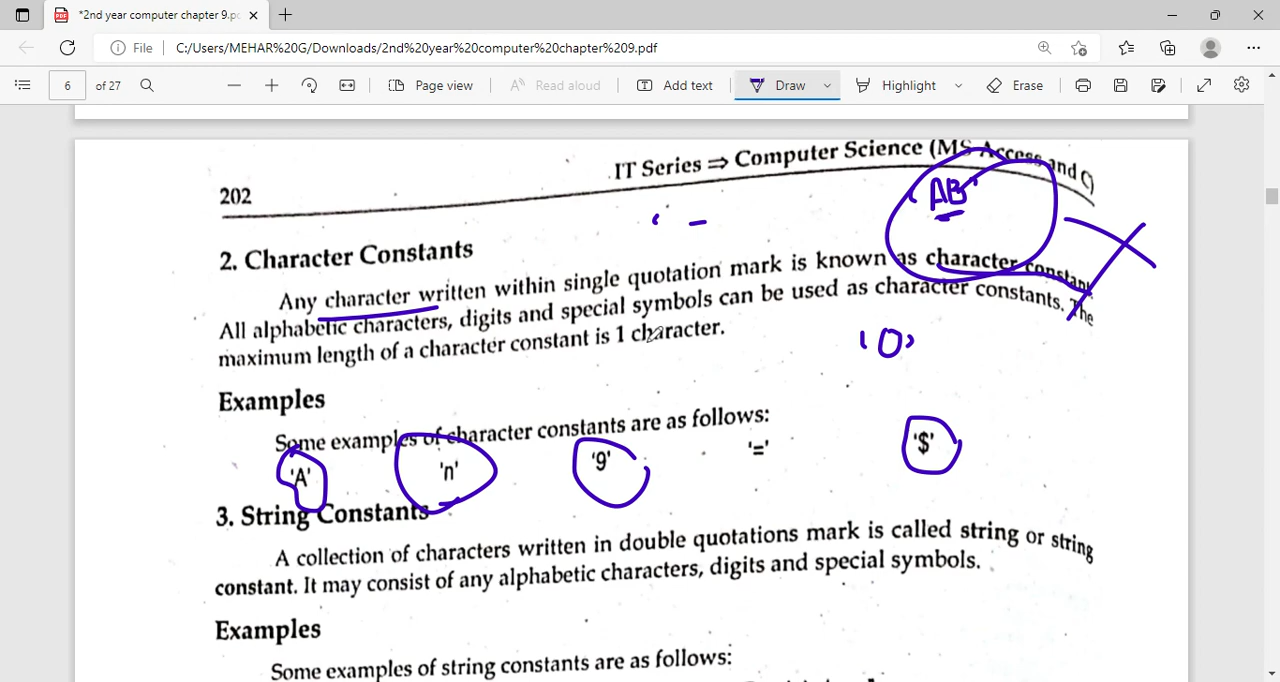 *2nd year computer chapter 9.pd
File C:/Users/MEHAR%20G/Downloads/2nd%20year%20computer%20chapter%209.pdf
6 of 27 Page view Read aloud Add text Draw Highlight Erase
IT Series ⇒ Computer Science (MS Access and C)
202
AB
2. Character Constants
Any character written within single quotation mark is known as character constant.
All alphabetic characters, digits and special symbols can be used as character constants. The
maximum length of a character constant is 1 character.
'0'
Examples
Some examples of character constants are as follows:
'A' 'n' '9' '=' '$'
3. String Constants
A collection of characters written in double quotations mark is called string or string
constant. It may consist of any alphabetic characters, digits and special symbols.
Examples
Some examples of string constants are as follows: